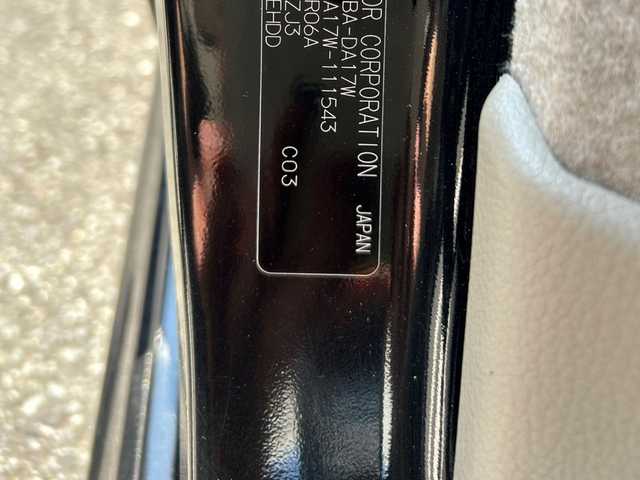 OR CORPORATION JAPAN
BA-DA17W
A17W-111543
R06A
ZJ3 C03
EHDD